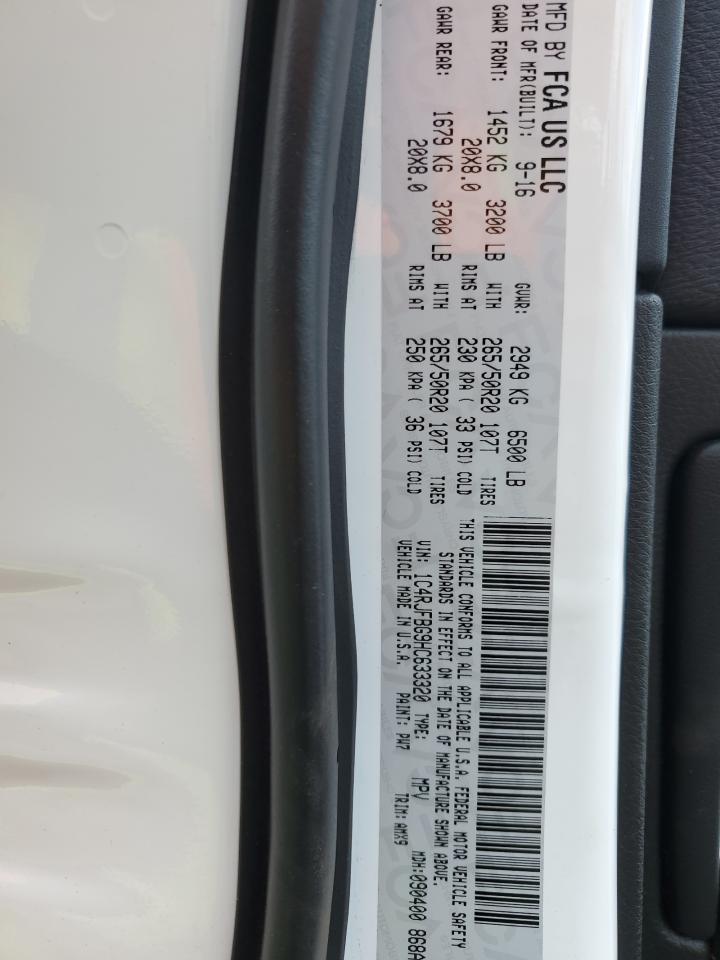 MFD BY FCA US LLC
DATE OF MFR(BUILT): 9-16 GVWR: 2949 KG 6500 LB
GAWR FRONT: 1452 KG 3200 LB WITH 265/50R20 107T TIRES
20X8.0 RIMS AT 230 KPA ( 33 PSI) COLD
GAWR REAR: 1679 KG 3700 LB WITH 265/50R20 107T TIRES
20X8.0 RIMS AT 250 KPA ( 36 PSI) COLD
THIS VEHICLE CONFORMS TO ALL APPLICABLE U.S.A. FEDERAL MOTOR VEHICLE SAFETY
STANDARDS IN EFFECT ON THE DATE OF MANUFACTURE SHOWN ABOVE.
VIN: 1C4RJFBG9HC633320 TYPE: MPV MDH:090400 868A
VEHICLE MADE IN U.S.A. PAINT: PW7 TRIM: AMX9